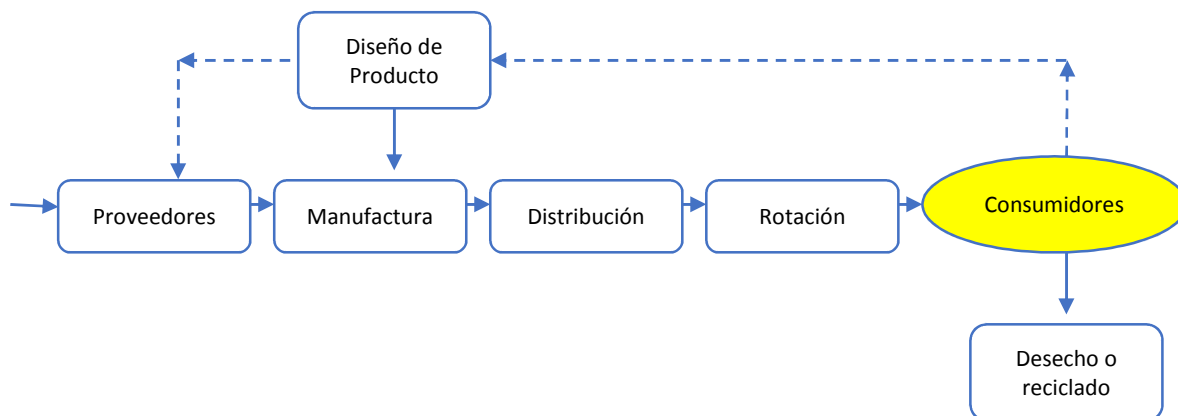 Diseño de
Producto
Proveedores
Manufactura
Distribución
Rotación
Consumidores
Desecho o
reciclado